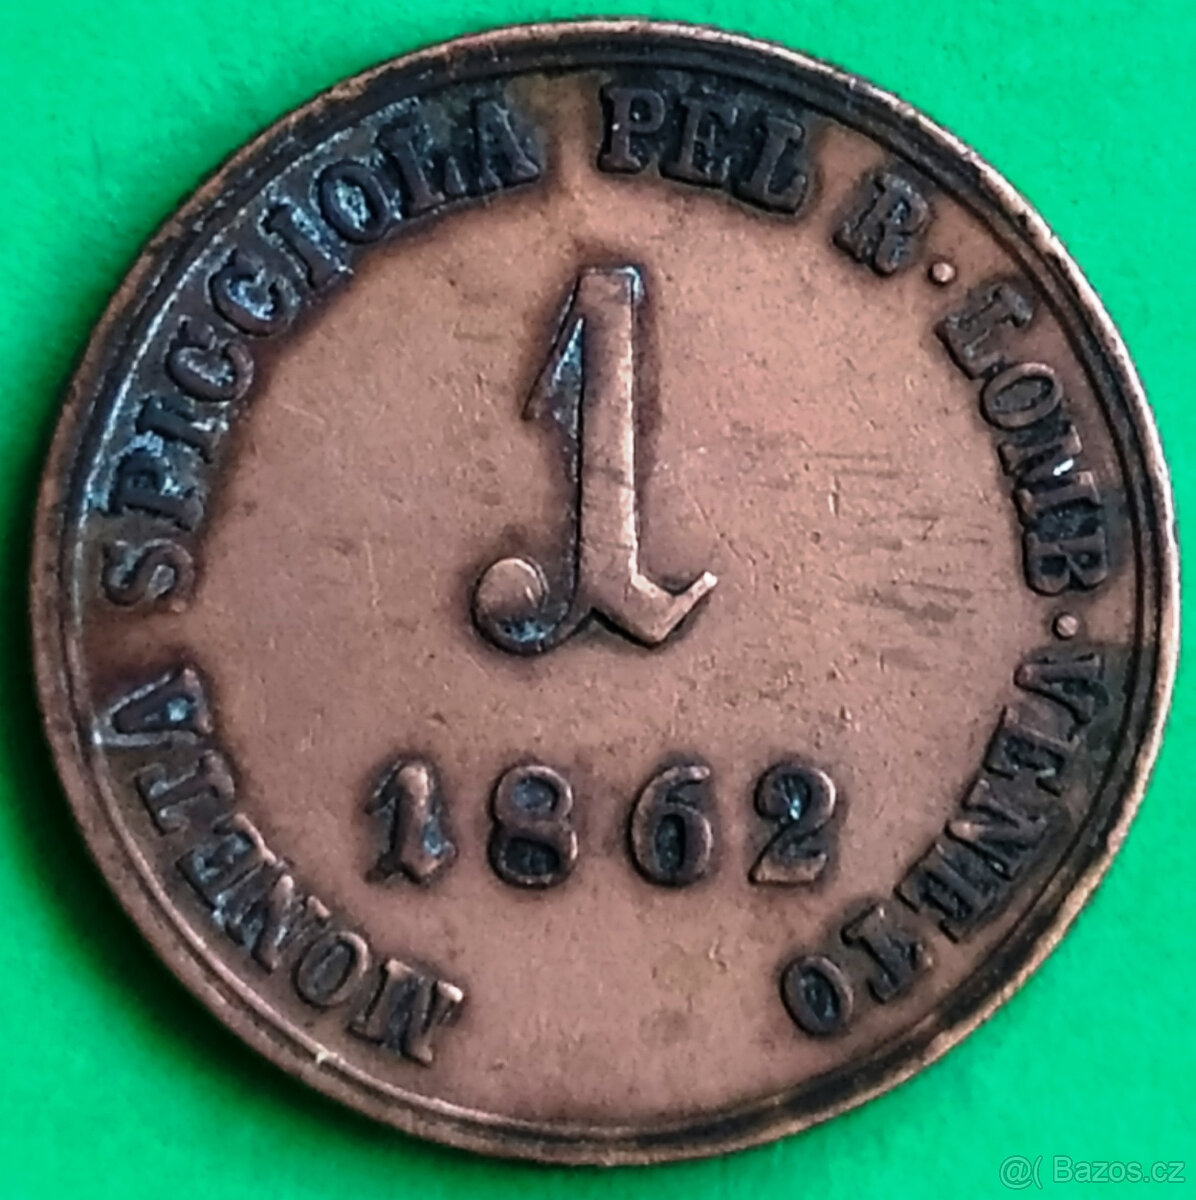 MONETA SPICCIOLA PEL R. LOMB. VENETO
1
1862
@( Bazos.cz